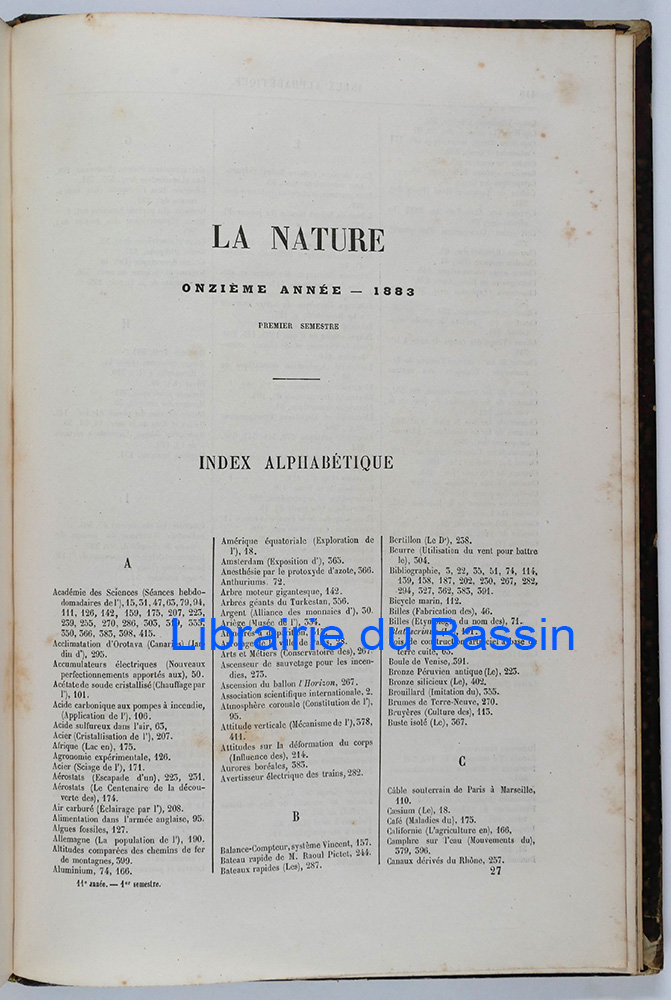 LA NATURE
ONZIÈME ANNÉE — 1883
PREMIER SEMESTRE
INDEX ALPHABÉTIQUE
A
Académie des Sciences (Séances hebdo-
domadaires de l'), 15, 31, 47, 63, 79, 94,
111, 126, 142, 159, 175, 207, 223,
239, 255, 270, 286, 303,
350, 366, 383, 398, 415.
Acclimatation d'Orotava (Canaries) (Jar-
din d'), 295.
Accumulateurs électriques (Nouveaux
perfectionnements apportés aux), 50.
Acétate de soude cristallisé (Chauffage par
l'), 101.
Acide carbonique aux pompes à incendie,
(Application de l'), 106.
Acide sulfureux dans l'air, 63,
Acier (Cristallisation de l'), 207.
Afrique (Lac en), 175.
Agronomie expérimentale, 126.
Acier (Sciage de l'), 171.
Aérostats (Escapade d'un), 223, 231.
Aérostats (Le Centenaire de la décou-
verte des), 174.
Air carburé (Éclairage par l'), 208.
Alimentation dans l'armée anglaise, 95.
Algues fossiles, 127.
Allemagne (La population de l'), 190.
Altitudes comparées des chemins de fer
de montagnes, 399.
Aluminium, 74, 166.
11e année. — 1er semestre.
Amérique équatoriale (Exploration de
l'), 18.
Amsterdam (Exposition d'), 363.
Anesthésie par le protoxyde d'azote, 366.
Anthuriums. 72.
Arbre moteur gigantesque, 142.
Arbres géants du Turkestan, 356.
Argent (Alliance des monnaies d'), 30.
Ariège (Musée de l'), 334.
Arts et Métiers (Conservatoire des), 267
Ascenseur de sauvetage pour les incen-
dies, 273.
Ascension du ballon l'Horizon, 267.
Association scientifique internationale, 2.
Atmosphère coronale (Constitution de l'),
95.
Attitude verticale (Mécanisme de l'), 378,
411.
Attitudes sur la déformation du corps
(Influence des), 214.
Aurores boréales, 383.
Avertisseur électrique des trains, 282.
B
Balance-Compteur, système Vincent, 157.
Bateau rapide de M. Raoul Pictet, 244.
Bateaux rapides (Les), 287.
Bertillon (Le Dr), 238.
Beurre (Utilisation du vent pour battre
le), 304.
Bibliographie, 3, 22, 35, 51, 74, 114,
139, 158, 187, 202, 230, 267, 282,
294, 327, 362, 383, 391.
Bicycle marin, 112.
Billes (Fabrication des), 46.
Billes (Étymologie du nom des), 71.
terre cuite, 63.
Boule de Venise, 391.
Bronze Péruvien antique (Le), 223.
Bronze silicieux (Le), 402.
Brouillard (Imitation du), 335.
Brumes de Terre-Neuve, 270.
Bruyères (Culture des), 113.
Buste isolé (Le), 367.
C
Câble souterrain de Paris à Marseille,
110.
Cæsium (Le), 18.
Café (Maladies du), 175.
Californie (L'agriculture en), 166,
Camphre sur l'eau (Mouvements du),
379, 396.
Canaux dérivés du Rhône, 257.
27
Librairie du Bassin